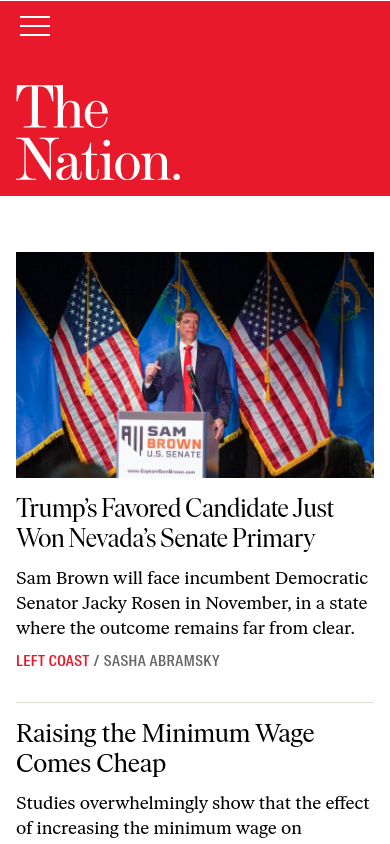 The
Nation.
SAM
BROWN
U.S. SENATE
www.CaptainSamBrown.com
Trump’s Favored Candidate Just
Won Nevada’s Senate Primary
Sam Brown will face incumbent Democratic
Senator Jacky Rosen in November, in a state
where the outcome remains far from clear.
LEFT COAST / SASHA ABRAMSKY
Raising the Minimum Wage
Comes Cheap
Studies overwhelmingly show that the effect
of increasing the minimum wage on